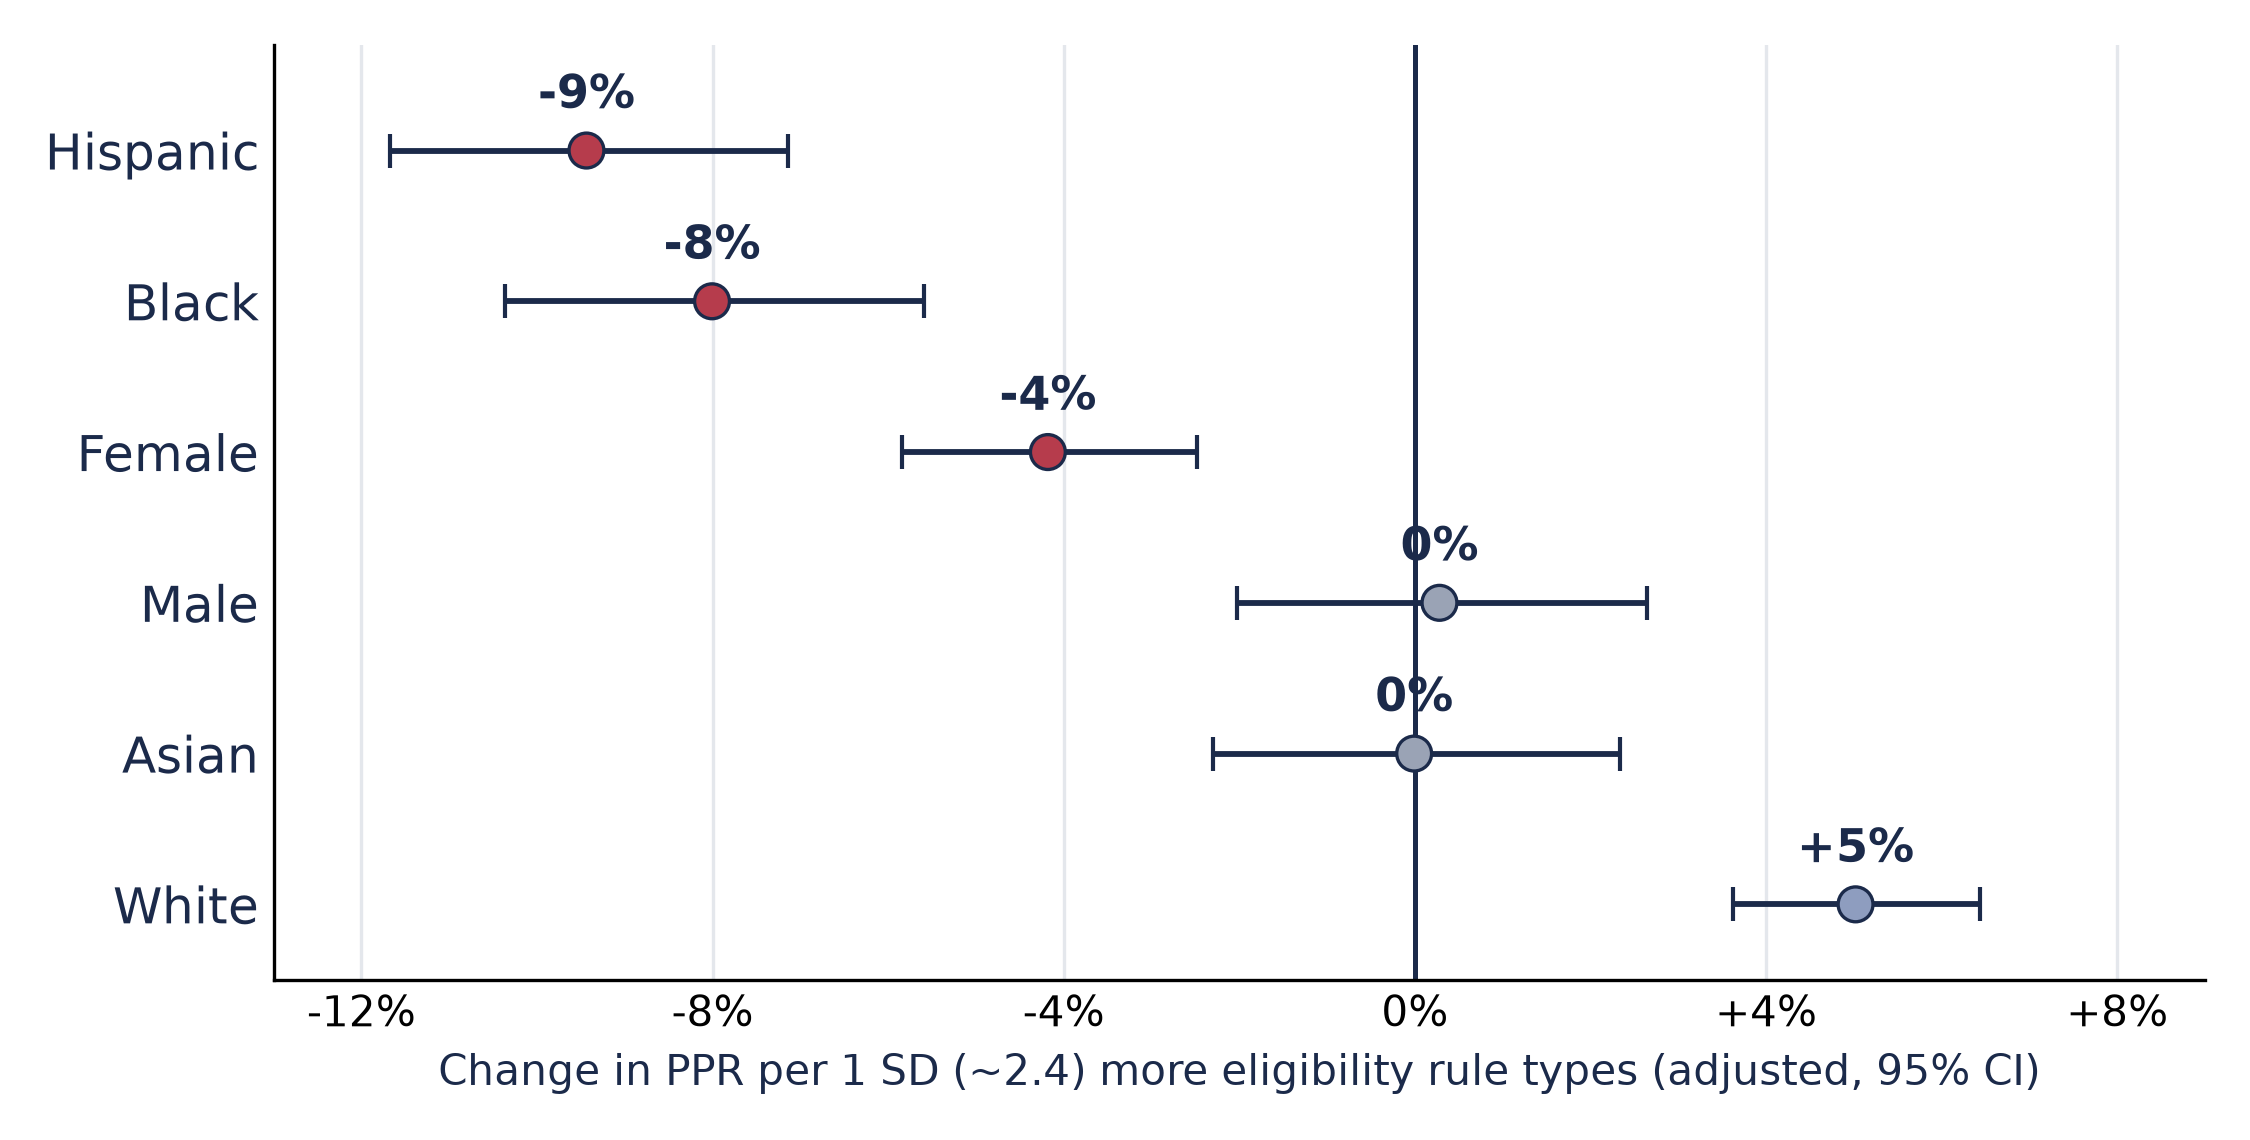 -9%
Hispanic
-8%
Black
-4%
Female
0%
Male
0%
Asian
+5%
White
-12% -8% -4% 0% +4% +8%
Change in PPR per 1 SD (~2.4) more eligibility rule types (adjusted, 95% CI)